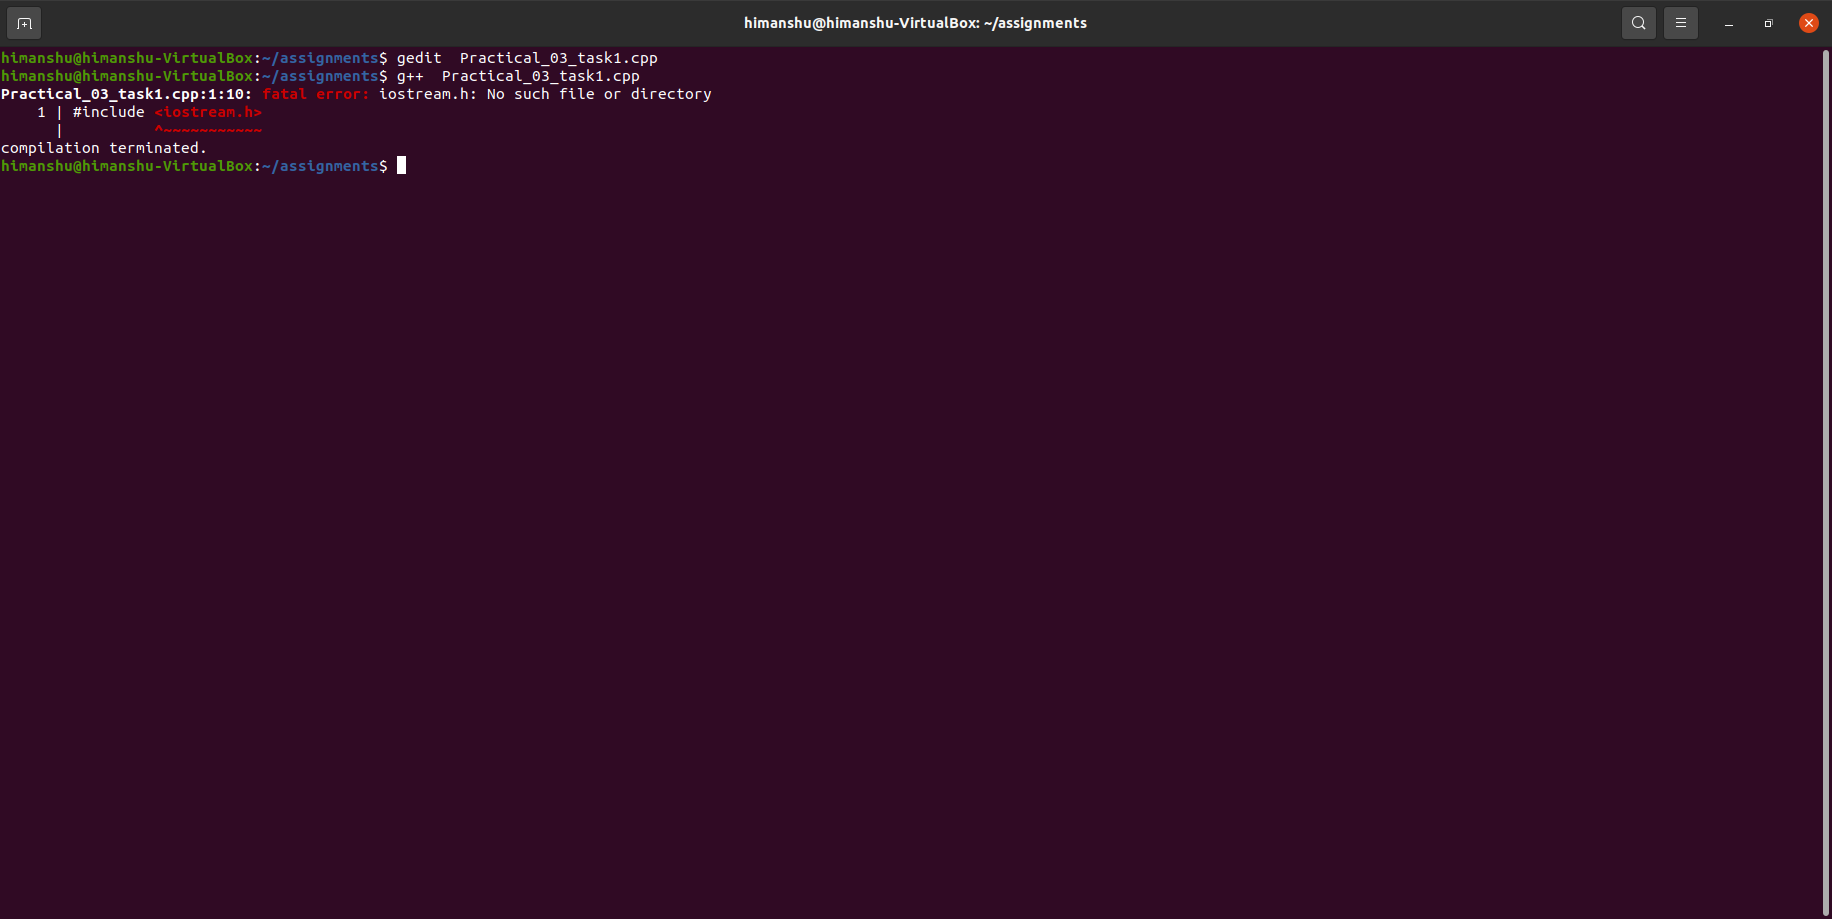 himanshu@himanshu-VirtualBox: ~/assignments
himanshu@himanshu-VirtualBox:~/assignments$ gedit  Practical_03_task1.cpp
himanshu@himanshu-VirtualBox:~/assignments$ g++  Practical_03_task1.cpp
Practical_03_task1.cpp:1:10: fatal error: iostream.h: No such file or directory
    1 | #include <iostream.h>
      |          ^~~~~~~~~~~~
compilation terminated.
himanshu@himanshu-VirtualBox:~/assignments$